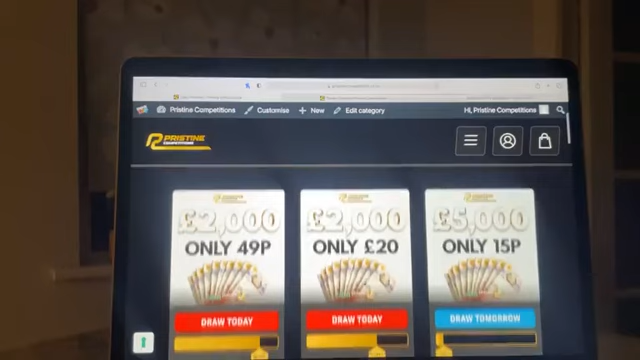 Pristine Competitions Customise New Edit category Hi, Pristine Competitions
PRISTINE
COMPETITIONS
£2,000
ONLY 49P
DRAW TODAY
£2,000
ONLY £20
DRAW TODAY
£5,000
ONLY 15P
DRAW TOMORROW